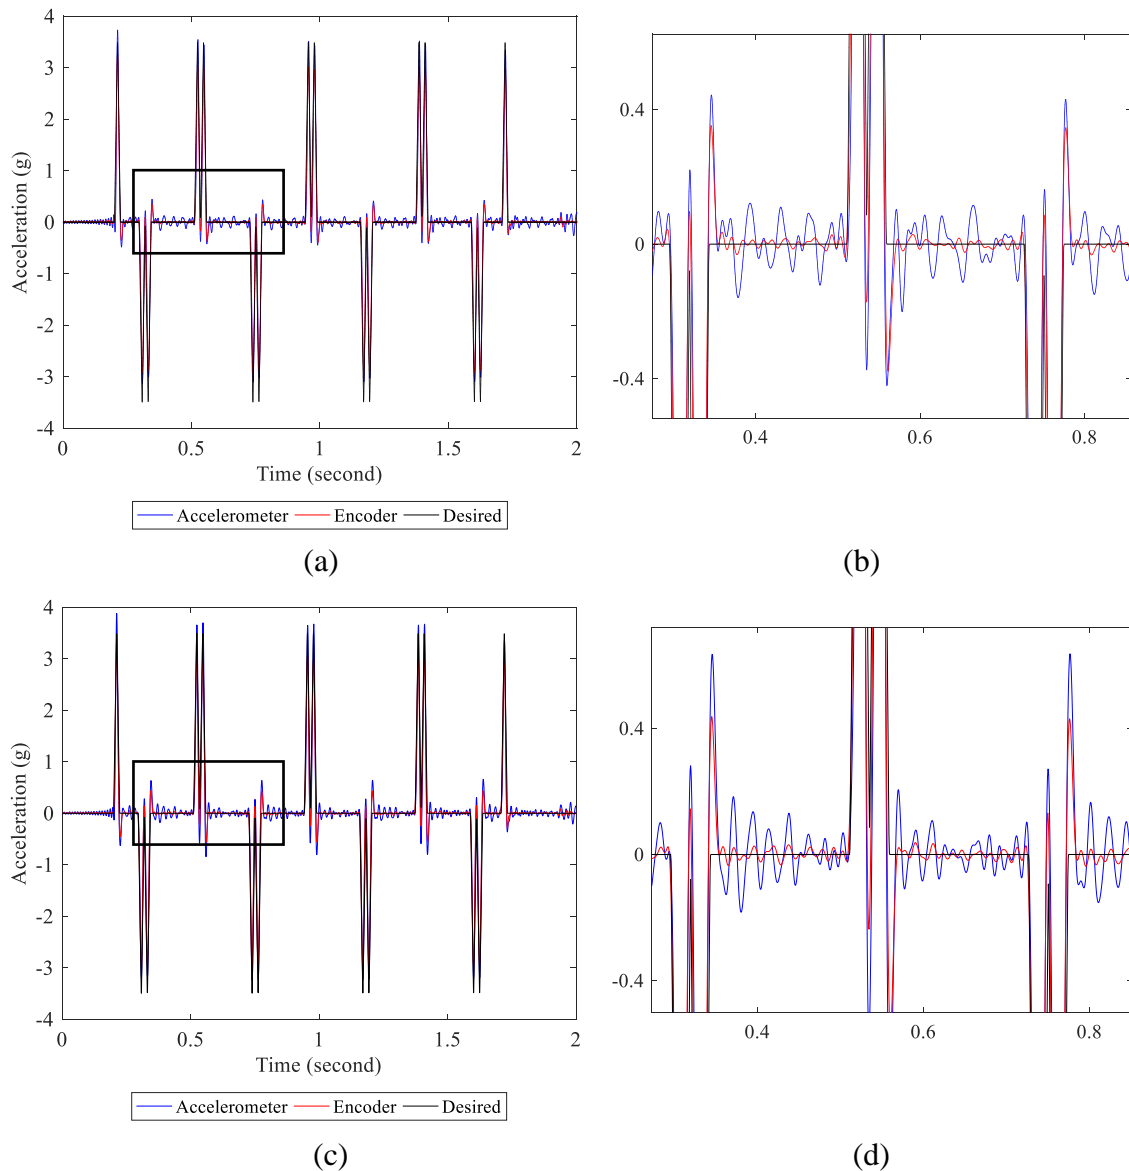 4
3
2
1
0
-1
-2
-3
-4
Acceleration (g)
0 0.5 1 1.5 2
Time (second)
Accelerometer Encoder Desired
(a)
0.4
0
-0.4
0.4 0.6 0.8
(b)
4
3
2
1
0
-1
-2
-3
-4
Acceleration (g)
0 0.5 1 1.5 2
Time (second)
Accelerometer Encoder Desired
(c)
0.4
0
-0.4
0.4 0.6 0.8
(d)